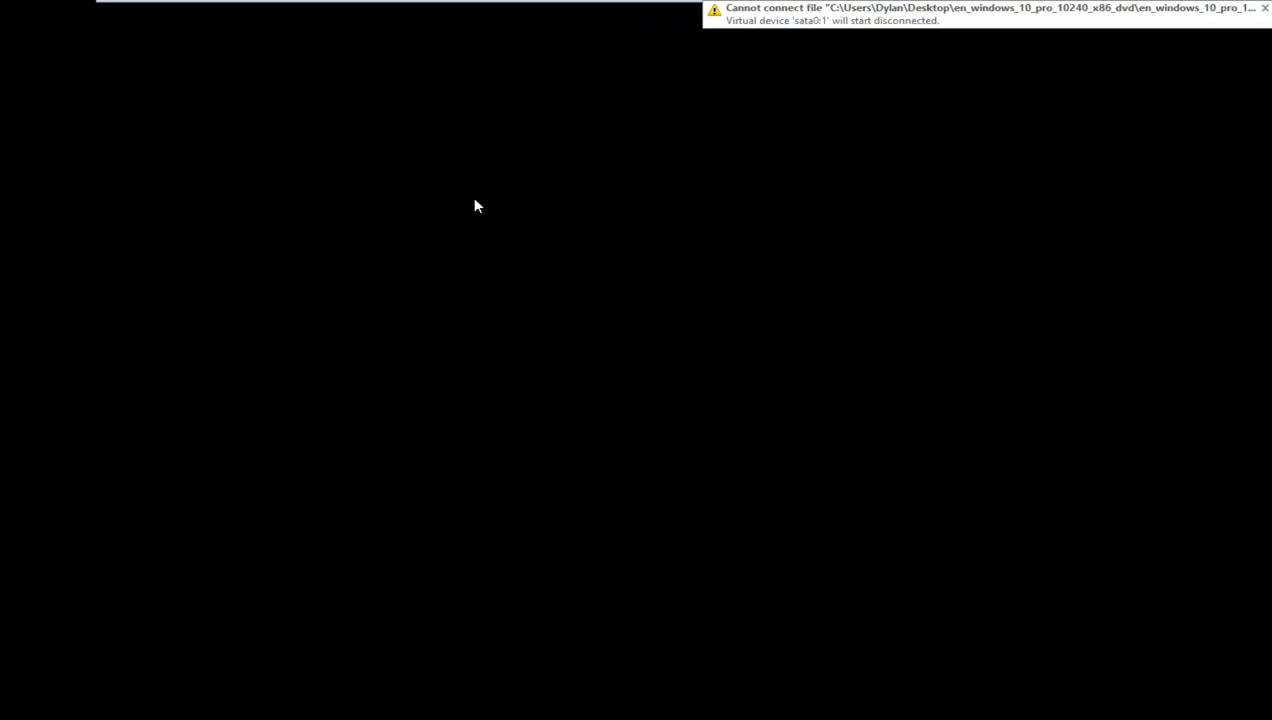 Cannot connect file "C:\Users\Dylan\Desktop\en_windows_10_pro_10240_x86_dvd\en_windows_10_pro_1...
Virtual device 'sata0:1' will start disconnected.